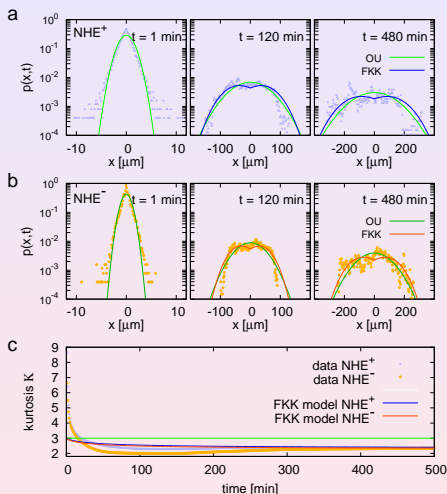 a
NHE+ t = 1 min t = 120 min t = 480 min
OU
FKK
p(x,t)
10^0
10^-1
10^-2
10^-3
10^-4
-10 0 10 -100 0 100 -200 0 200
x [μm] x [μm] x [μm]
b
NHE- t = 1 min t = 120 min t = 480 min
OU
FKK
p(x,t)
10^0
10^-1
10^-2
10^-3
10^-4
-10 0 10 -100 0 100 -200 0 200
x [μm] x [μm] x [μm]
c
kurtosis K
9
8
7
6
5
4
3
2
data NHE+
data NHE-
FKK model NHE+
FKK model NHE-
0 100 200 300 400 500
time [min]